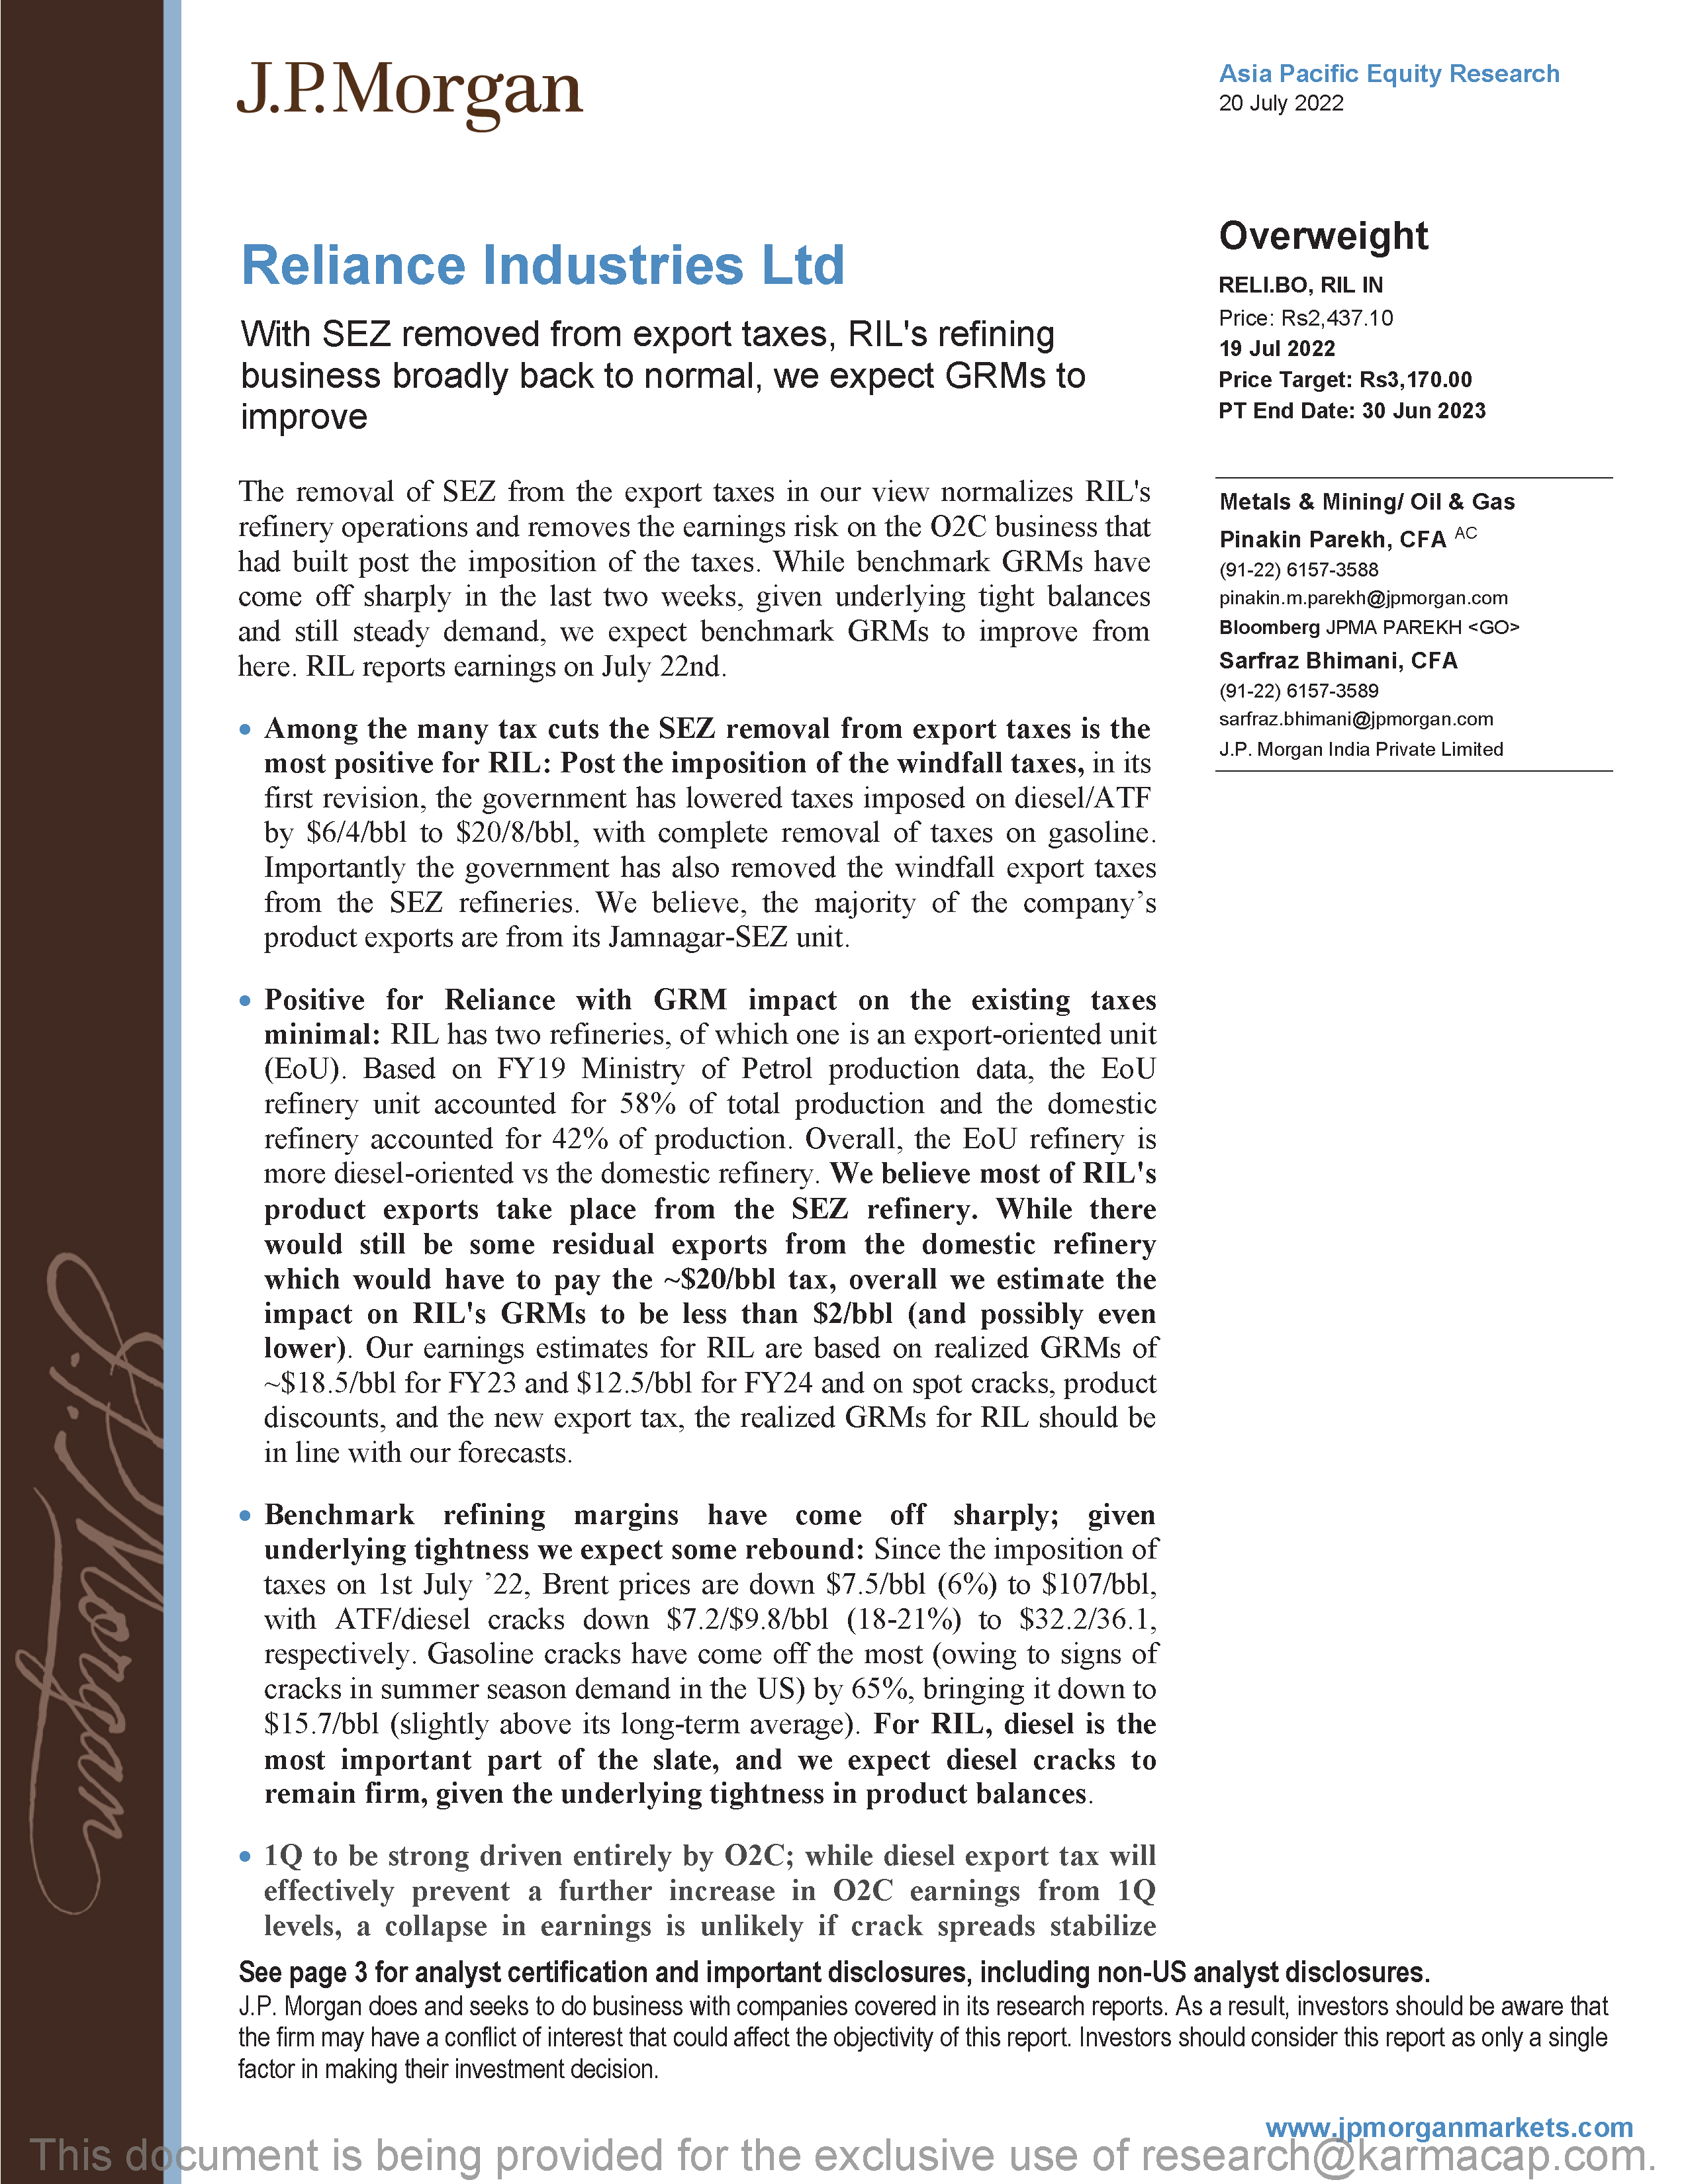 J.P.Morgan
Asia Pacific Equity Research
20 July 2022
Reliance Industries Ltd
With SEZ removed from export taxes, RIL's refining
business broadly back to normal, we expect GRMs to
improve
The removal of SEZ from the export taxes in our view normalizes RIL's
refinery operations and removes the earnings risk on the O2C business that
had built post the imposition of the taxes. While benchmark GRMs have
come off sharply in the last two weeks, given underlying tight balances
and still steady demand, we expect benchmark GRMs to improve from
here. RIL reports earnings on July 22nd.
• Among the many tax cuts the SEZ removal from export taxes is the
most positive for RIL: Post the imposition of the windfall taxes, in its
first revision, the government has lowered taxes imposed on diesel/ATF
by $6/4/bbl to $20/8/bbl, with complete removal of taxes on gasoline.
Importantly the government has also removed the windfall export taxes
from the SEZ refineries. We believe, the majority of the company's
product exports are from its Jamnagar-SEZ unit.
• Positive for Reliance with GRM impact on the existing taxes
minimal: RIL has two refineries, of which one is an export-oriented unit
(EoU). Based on FY19 Ministry of Petrol production data, the EoU
refinery unit accounted for 58% of total production and the domestic
refinery accounted for 42% of production. Overall, the EoU refinery is
more diesel-oriented vs the domestic refinery. We believe most of RIL's
product exports take place from the SEZ refinery. While there
would still be some residual exports from the domestic refinery
which would have to pay the ~$20/bbl tax, overall we estimate the
impact on RIL's GRMs to be less than $2/bbl (and possibly even
lower). Our earnings estimates for RIL are based on realized GRMs of
~$18.5/bbl for FY23 and $12.5/bbl for FY24 and on spot cracks, product
discounts, and the new export tax, the realized GRMs for RIL should be
in line with our forecasts.
• Benchmark refining margins have come off sharply; given
underlying tightness we expect some rebound: Since the imposition of
taxes on 1st July ’22, Brent prices are down $7.5/bbl (6%) to $107/bbl,
with ATF/diesel cracks down $7.2/$9.8/bbl (18-21%) to $32.2/36.1,
respectively. Gasoline cracks have come off the most (owing to signs of
cracks in summer season demand in the US) by 65%, bringing it down to
$15.7/bbl (slightly above its long-term average). For RIL, diesel is the
most important part of the slate, and we expect diesel cracks to
remain firm, given the underlying tightness in product balances.
• 1Q to be strong driven entirely by O2C; while diesel export tax will
effectively prevent a further increase in O2C earnings from 1Q
levels, a collapse in earnings is unlikely if crack spreads stabilize
Overweight
RELI.BO, RIL IN
Price: Rs2,437.10
19 Jul 2022
Price Target: Rs3,170.00
PT End Date: 30 Jun 2023
Metals & Mining/ Oil & Gas
Pinakin Parekh, CFA AC
(91-22) 6157-3588
pinakin.m.parekh@jpmorgan.com
Bloomberg JPMA PAREKH <GO>
Sarfraz Bhimani, CFA
(91-22) 6157-3589
sarfraz.bhimani@jpmorgan.com
J.P. Morgan India Private Limited
J.P.Morgan
See page 3 for analyst certification and important disclosures, including non-US analyst disclosures.
J.P. Morgan does and seeks to do business with companies covered in its research reports. As a result, investors should be aware that
the firm may have a conflict of interest that could affect the objectivity of this report. Investors should consider this report as only a single
factor in making their investment decision.
www.jpmorganmarkets.com
This document is being provided for the exclusive use of research@karmacap.com.